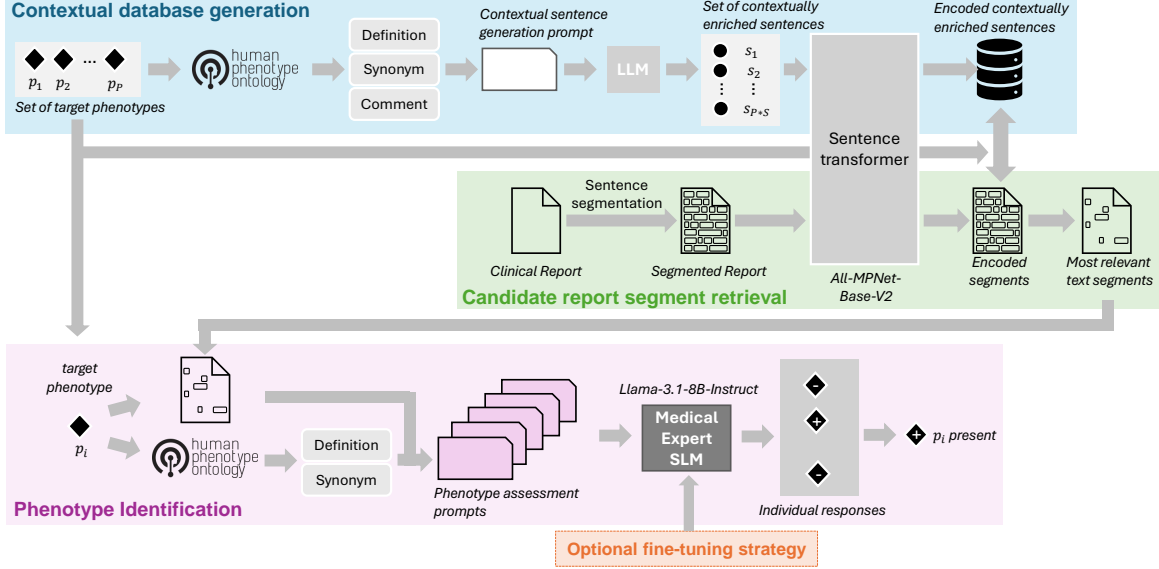 Contextual database generation
p1 p2 ... pP
Set of target phenotypes
human
phenotype
ontology
Definition
Synonym
Comment
Contextual sentence
generation prompt
LLM
Set of contextually
enriched sentences
s1
s2
⋮ ⋮
sP*S
Encoded contextually
enriched sentences
Sentence
transformer
All-MPNet-
Base-V2
Clinical Report
Sentence
segmentation
Segmented Report
Encoded
segments
Most relevant
text segments
Candidate report segment retrieval
target
phenotype
pi
human
phenotype
ontology
Definition
Synonym
Phenotype assessment
prompts
Llama-3.1-8B-Instruct
Medical
Expert
SLM
-
+
-
Individual responses
+ pi present
Phenotype Identification
Optional fine-tuning strategy